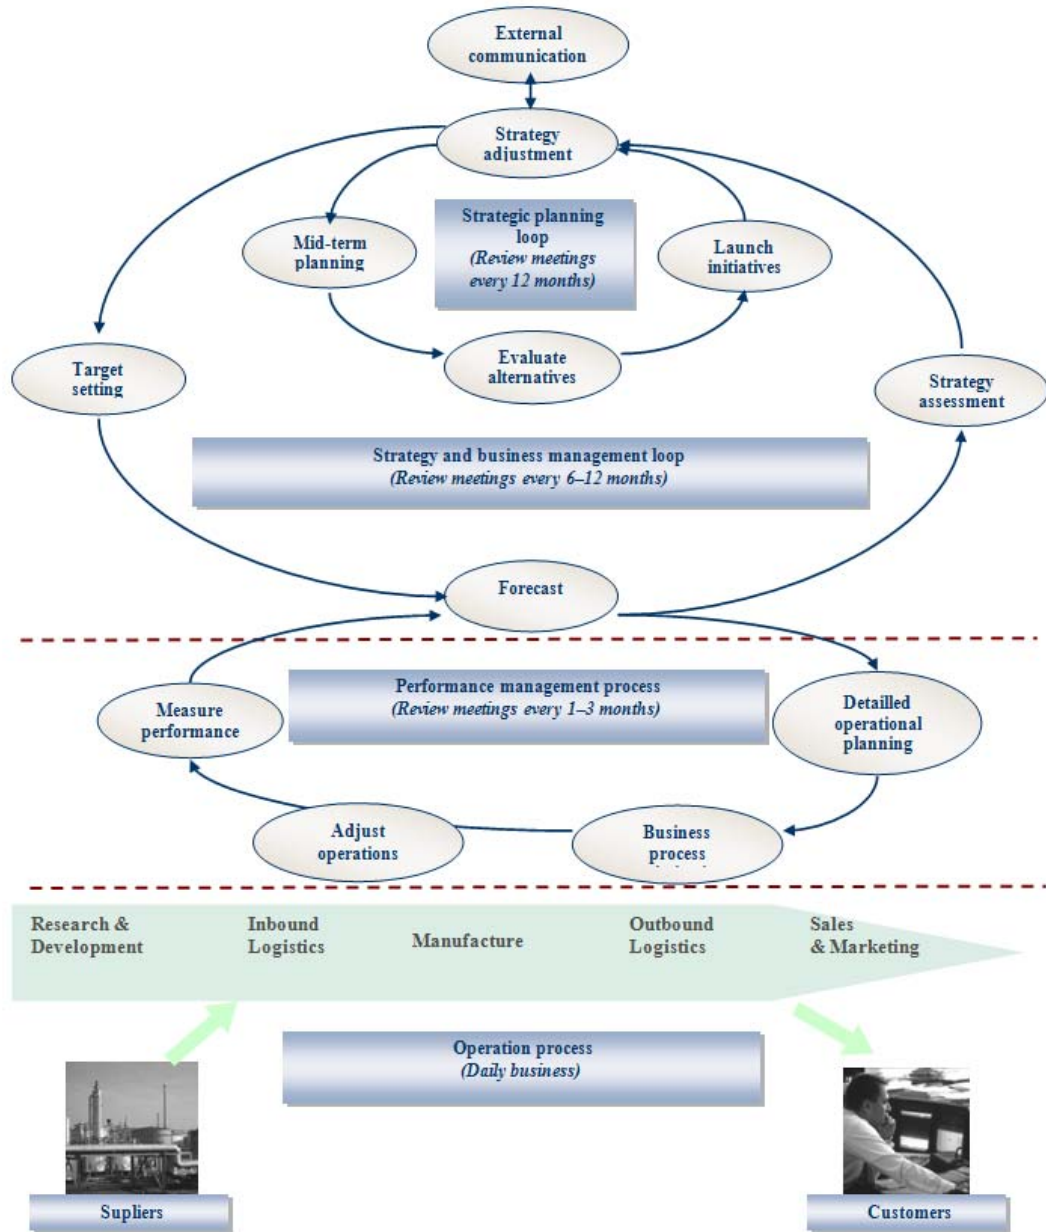 External
communication
Strategy
adjustment
Strategic planning
loop
(Review meetings
every 12 months)
Mid-term
planning
Launch
initiatives
Evaluate
alternatives
Target
setting
Strategy
assessment
Strategy and business management loop
(Review meetings every 6–12 months)
Forecast
Performance management process
(Review meetings every 1–3 months)
Measure
performance
Detailled
operational
planning
Adjust
operations
Business
process
Research &
Development
Inbound
Logistics
Manufacture
Outbound
Logistics
Sales
& Marketing
Operation process
(Daily business)
Supliers
Customers